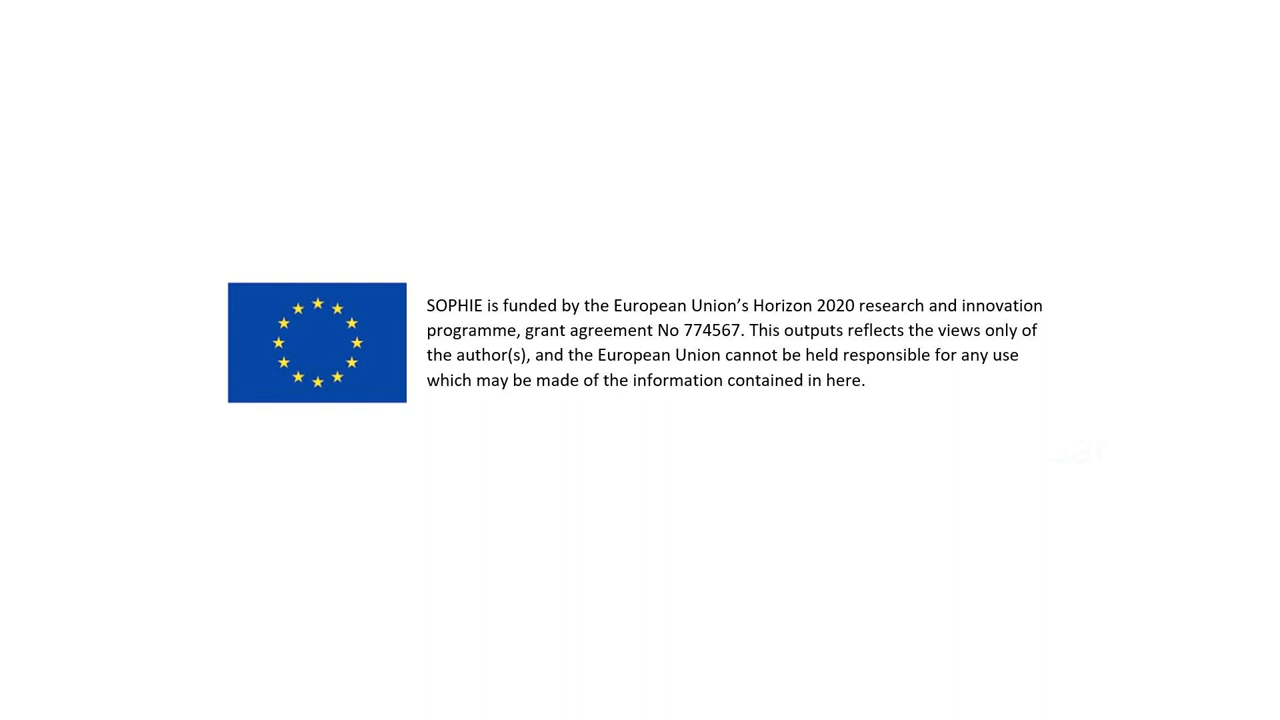 SOPHIE is funded by the European Union’s Horizon 2020 research and innovation
programme, grant agreement No 774567. This outputs reflects the views only of
the author(s), and the European Union cannot be held responsible for any use
which may be made of the information contained in here.